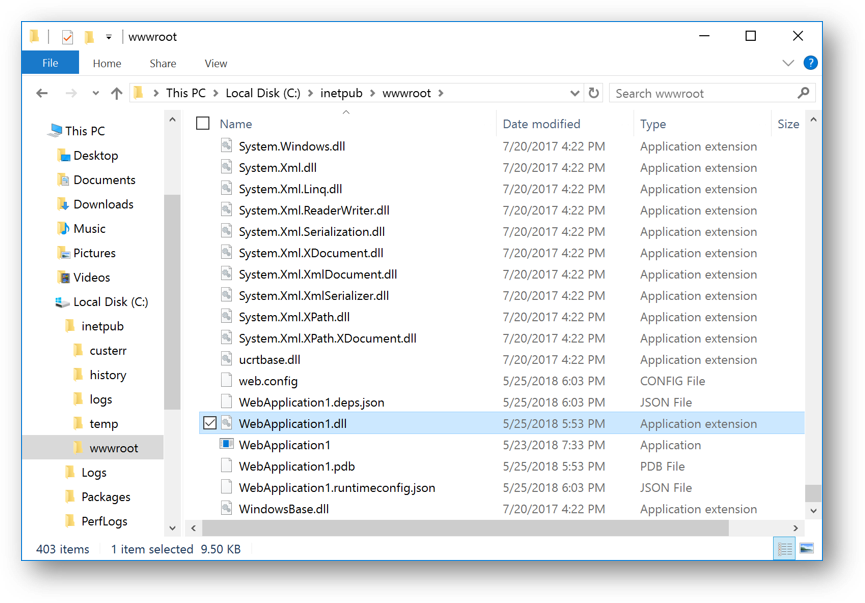 wwwroot
File Home Share View
This PC Local Disk (C:) inetpub wwwroot Search wwwroot
This PC
Desktop
Documents
Downloads
Music
Pictures
Videos
Local Disk (C:)
inetpub
custerr
history
logs
temp
wwwroot
Logs
Packages
PerfLogs
Name Date modified Type Size
System.Windows.dll 7/20/2017 4:22 PM Application extension
System.Xml.dll 7/20/2017 4:22 PM Application extension
System.Xml.Linq.dll 7/20/2017 4:22 PM Application extension
System.Xml.ReaderWriter.dll 7/20/2017 4:22 PM Application extension
System.Xml.Serialization.dll 7/20/2017 4:22 PM Application extension
System.Xml.XDocument.dll 7/20/2017 4:22 PM Application extension
System.Xml.XmlDocument.dll 7/20/2017 4:22 PM Application extension
System.Xml.XmlSerializer.dll 7/20/2017 4:22 PM Application extension
System.Xml.XPath.dll 7/20/2017 4:22 PM Application extension
System.Xml.XPath.XDocument.dll 7/20/2017 4:22 PM Application extension
ucrtbase.dll 7/20/2017 4:22 PM Application extension
web.config 5/25/2018 6:03 PM CONFIG File
WebApplication1.deps.json 5/25/2018 6:03 PM JSON File
WebApplication1.dll 5/25/2018 5:53 PM Application extension
WebApplication1 5/23/2018 7:33 PM Application
WebApplication1.pdb 5/25/2018 5:53 PM PDB File
WebApplication1.runtimeconfig.json 5/25/2018 6:03 PM JSON File
WindowsBase.dll 7/20/2017 4:22 PM Application extension
403 items 1 item selected 9.50 KB